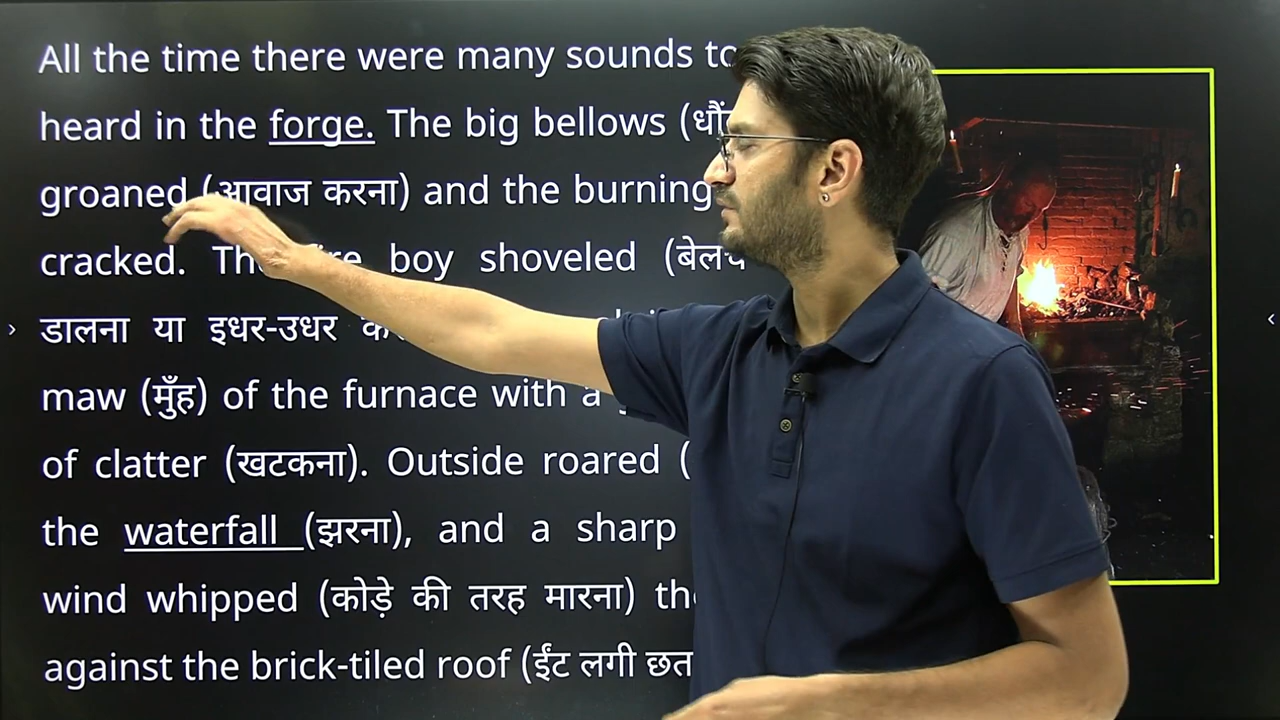 All the time there were many sounds to
heard in the forge. The big bellows
groaned (आवाज करना) and the burning
cracked. The fire boy shoveled
डालना या इधर-उधर
maw (मुँह) of the furnace with a
of clatter (खटकना). Outside roared (
the waterfall (झरना), and a sharp
wind whipped (कोड़े की तरह मारना)
against the brick-tiled roof (ईंट लगी छत